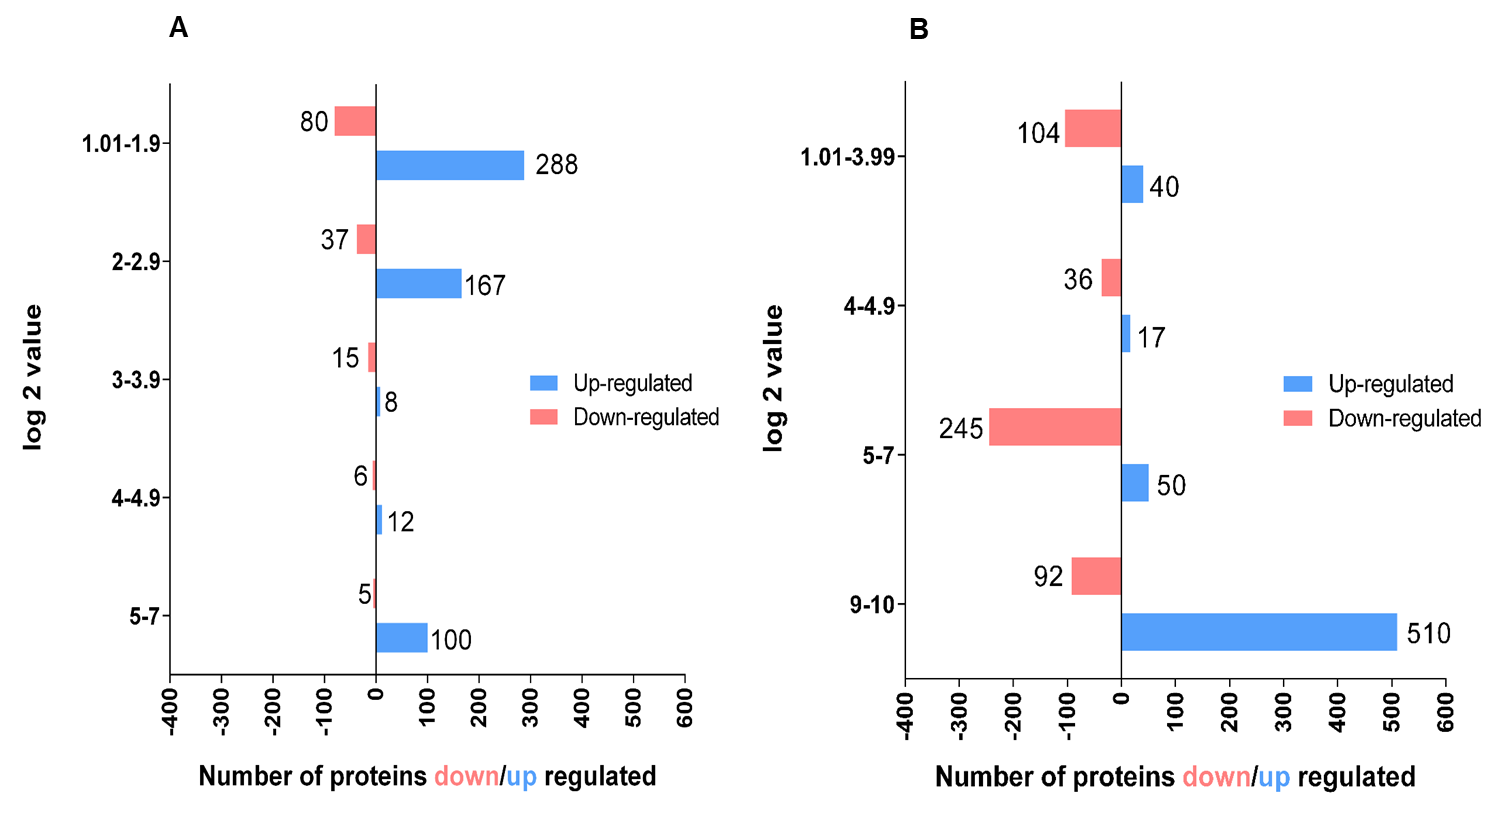 A
80
1.01-1.9
288
37
2-2.9
167
15
3-3.9
8
6
4-4.9
12
5
5-7
100
log 2 value
Up-regulated
Down-regulated
-400 -300 -200 -100 0 100 200 300 400 500 600
Number of proteins down/up regulated
B
104
1.01-3.99
40
36
4-4.9
17
245
5-7
50
92
9-10
510
log 2 value
Up-regulated
Down-regulated
-400 -300 -200 -100 0 100 200 300 400 500 600
Number of proteins down/up regulated